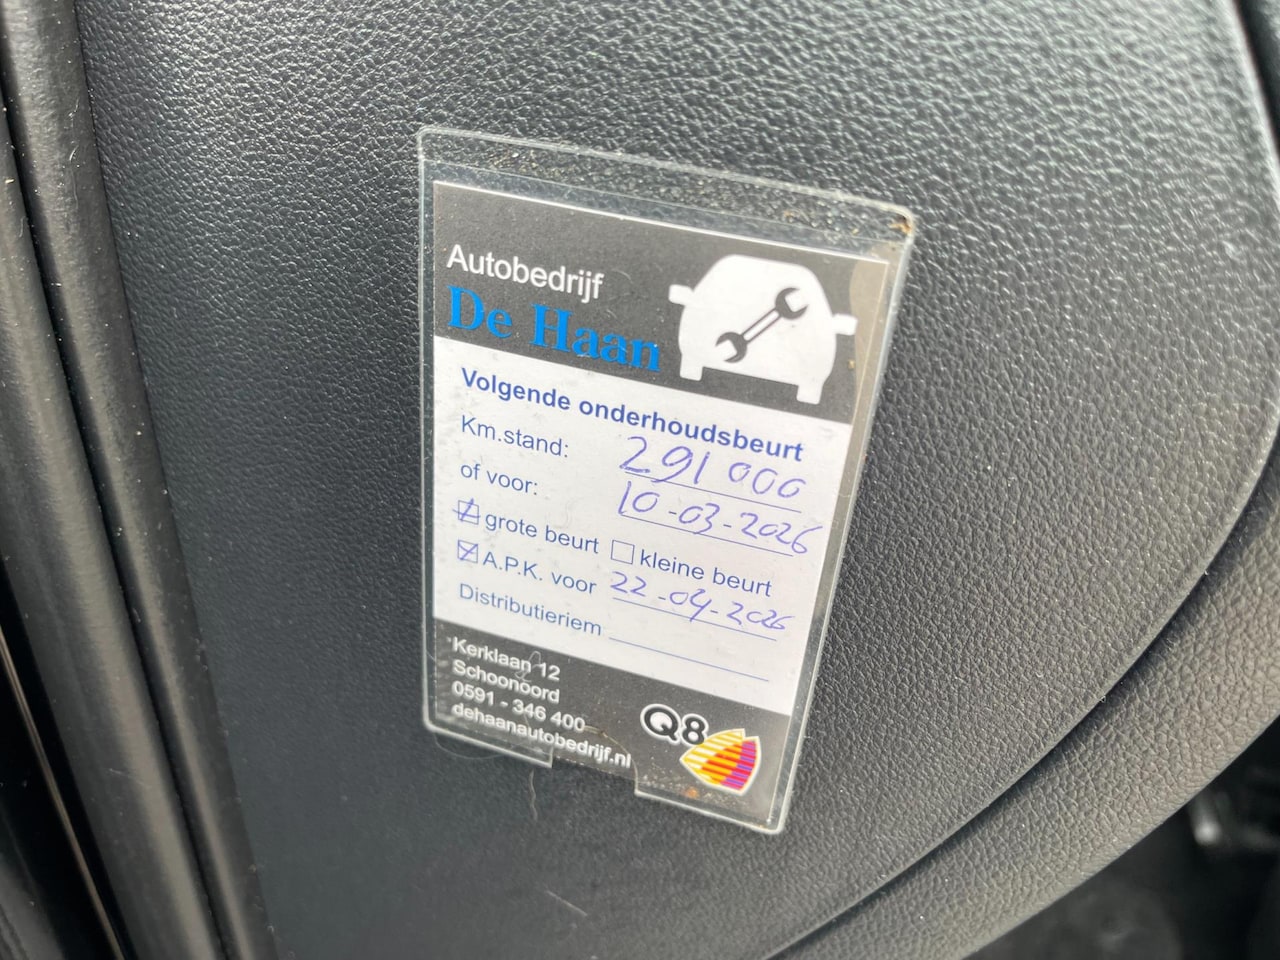 Autobedrijf
De Haan
Volgende onderhoudsbeurt
Km.stand: 291 000
of voor: 10-03-2026
grote beurt kleine beurt
A.P.K. voor 22-04-2026
Distributieriem
Kerklaan 12
Schoonoord
0591 - 346 400
dehaanautobedrijf.nl
Q8